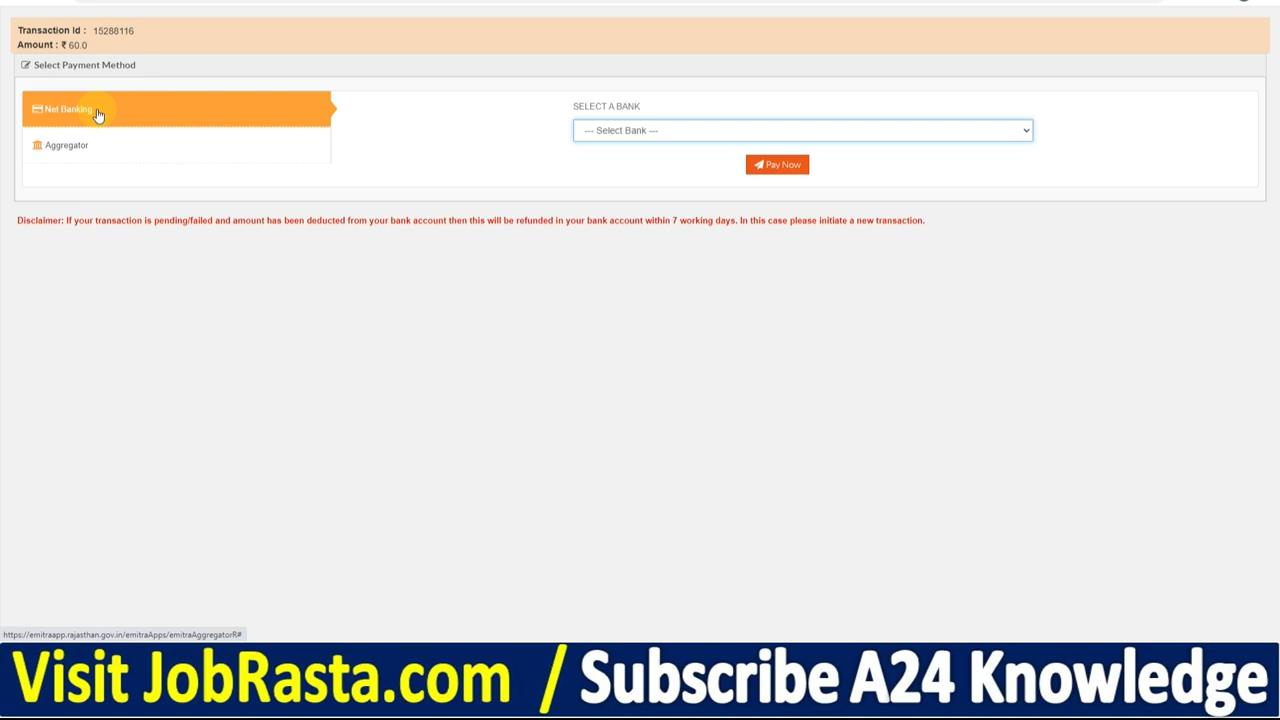 Transaction Id : 15288116
Amount : ₹ 60.0
Select Payment Method
Net Banking
Aggregator
SELECT A BANK
--- Select Bank ---
Pay Now
Disclaimer: If your transaction is pending/failed and amount has been deducted from your bank account then this will be refunded in your bank account within 7 working days. In this case please initiate a new transaction.
https://emitraapp.rajasthan.gov.in/emitraApps/emitraAggregatorR#
Visit JobRasta.com / Subscribe A24 Knowledge